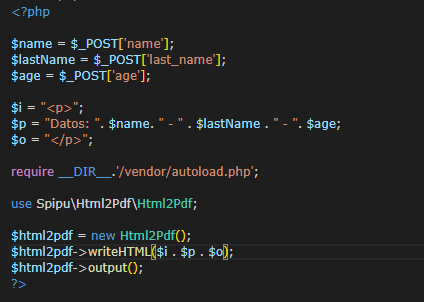 <?php
$name = $_POST['name'];
$lastName = $_POST['last_name'];
$age = $_POST['age'];
$i = "<p>";
$p = "Datos: ". $name. " - " . $lastName . " - ". $age;
$o = "</p>";
require __DIR__.'/vendor/autoload.php';
use Spipu\Html2Pdf\Html2Pdf;
$html2pdf = new Html2Pdf();
$html2pdf->writeHTML($i . $p . $o);
$html2pdf->output();
?>